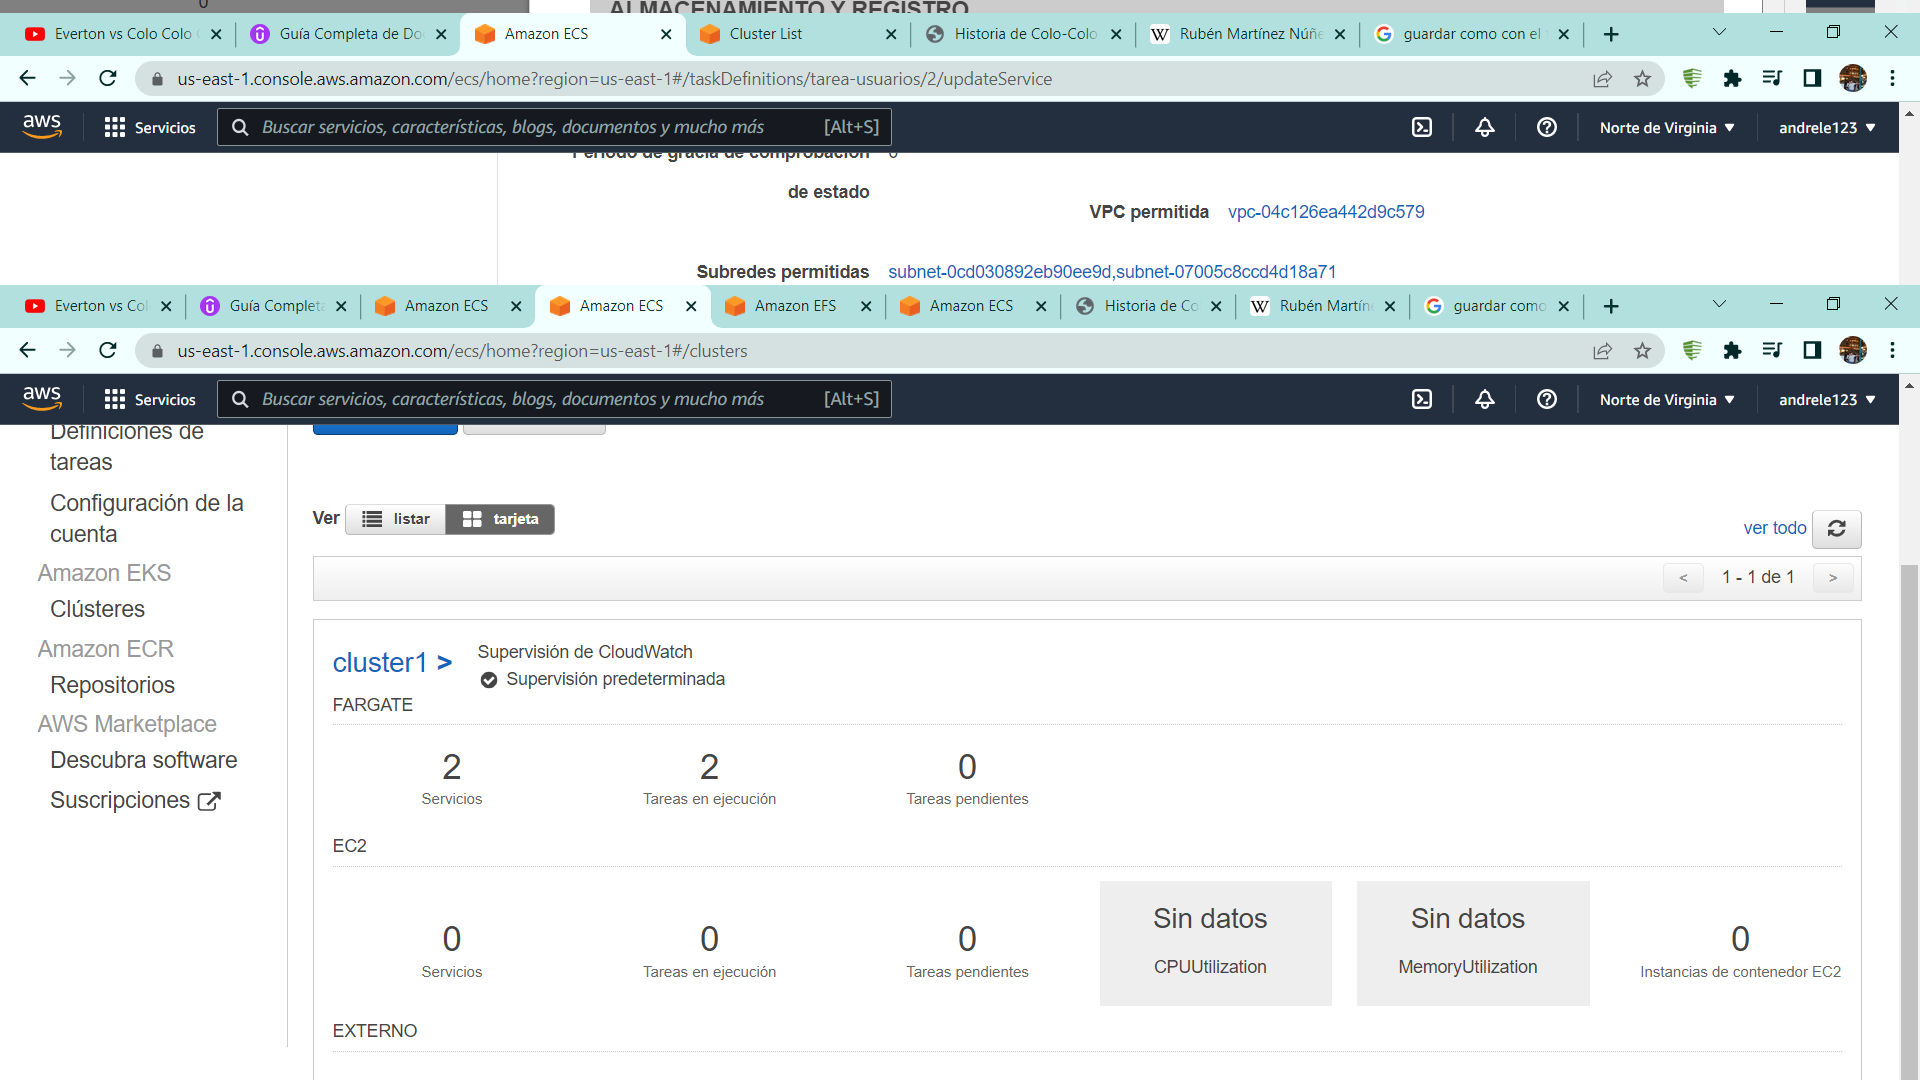 0
ALMACENAMIENTO Y REGISTRO
Everton vs Colo Colo
Guía Completa de Do
Amazon ECS
Cluster List
Historia de Colo-Colo
W Rubén Martínez Núñe
G guardar como con el
us-east-1.console.aws.amazon.com/ecs/home?region=us-east-1#/taskDefinitions/tarea-usuarios/2/updateService
aws
Servicios
Buscar servicios, características, blogs, documentos y mucho más
[Alt+S]
Norte de Virginia
andrele123
Periodo de gracia de comprobación
0
de estado
VPC permitida
vpc-04c126ea442d9c579
Subredes permitidas
subnet-0cd030892eb90ee9d,subnet-07005c8ccd4d18a71
Everton vs Col
Guía Completa
Amazon ECS
Amazon ECS
Amazon EFS
Amazon ECS
Historia de Co
W Rubén Martín
G guardar como
us-east-1.console.aws.amazon.com/ecs/home?region=us-east-1#/clusters
aws
Servicios
Buscar servicios, características, blogs, documentos y mucho más
[Alt+S]
Norte de Virginia
andrele123
Definiciones de
tareas
Configuración de la
cuenta
Amazon EKS
Clústeres
Amazon ECR
Repositorios
AWS Marketplace
Descubra software
Suscripciones
Ver
listar
tarjeta
ver todo
< 1 - 1 de 1 >
cluster1 >
Supervisión de CloudWatch
Supervisión predeterminada
FARGATE
2
Servicios
2
Tareas en ejecución
0
Tareas pendientes
EC2
0
Servicios
0
Tareas en ejecución
0
Tareas pendientes
Sin datos
CPUUtilization
Sin datos
MemoryUtilization
0
Instancias de contenedor EC2
EXTERNO